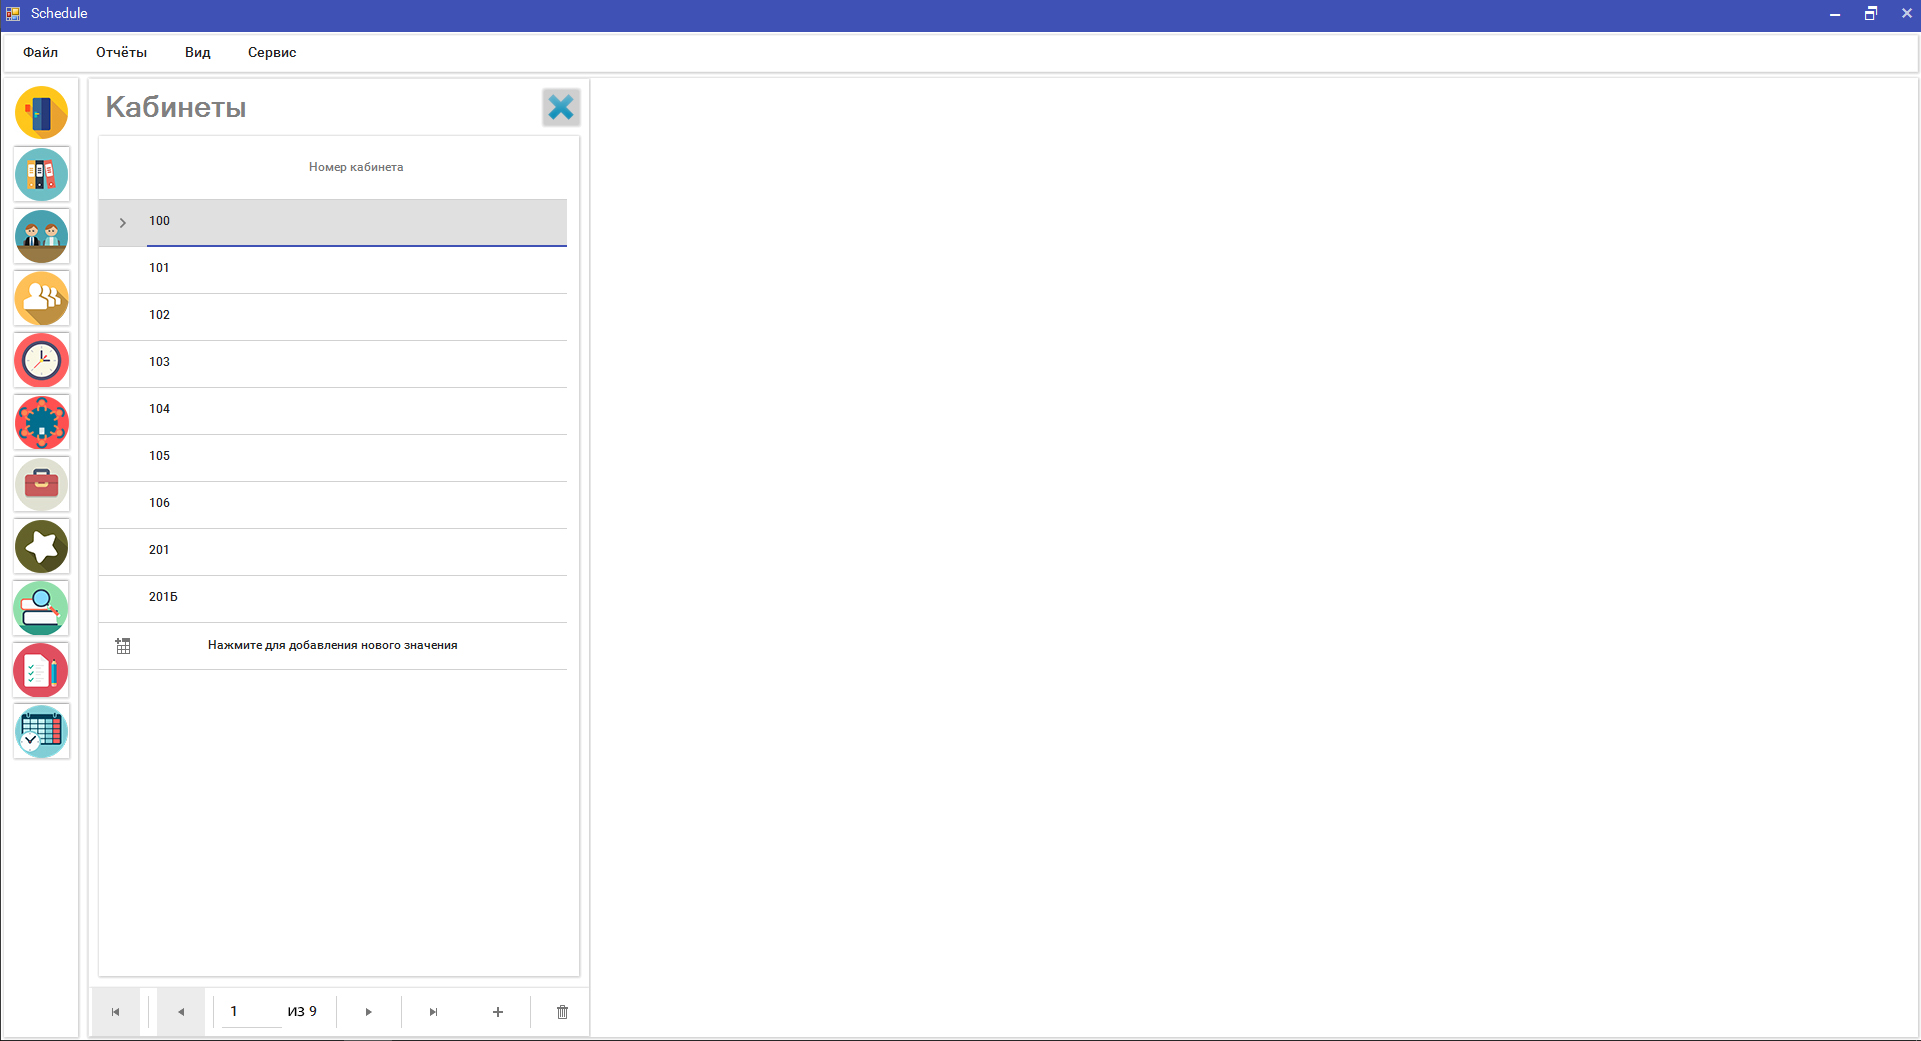 Schedule
Файл Отчёты Вид Сервис
Кабинеты
Номер кабинета
100
101
102
103
104
105
106
201
201Б
Нажмите для добавления нового значения
1 из 9